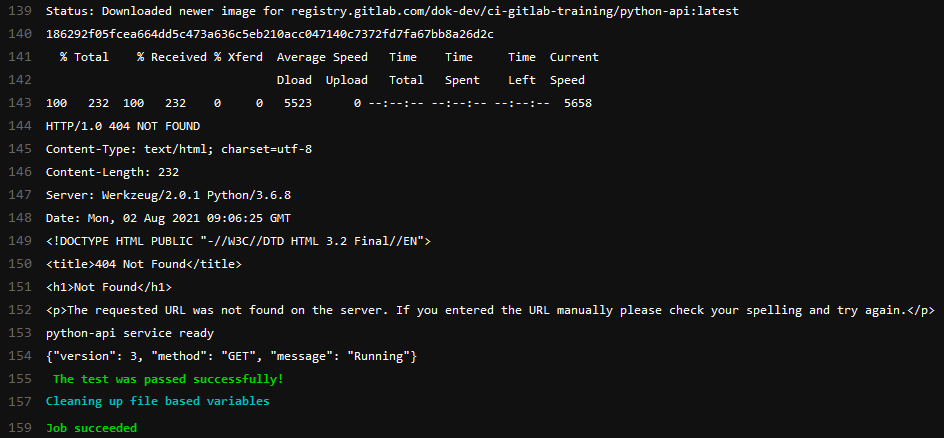 139 Status: Downloaded newer image for registry.gitlab.com/dok-dev/ci-gitlab-training/python-api:latest
140 186292f05fcea664dd5c473a636c5eb210acc047140c7372fd7fa67bb8a26d2c
141 % Total % Received % Xferd Average Speed Time Time Time Current
142 Dload Upload Total Spent Left Speed
143 100 232 100 232 0 0 5523 0 --:--:-- --:--:-- --:--:-- 5658
144 HTTP/1.0 404 NOT FOUND
145 Content-Type: text/html; charset=utf-8
146 Content-Length: 232
147 Server: Werkzeug/2.0.1 Python/3.6.8
148 Date: Mon, 02 Aug 2021 09:06:25 GMT
149 <!DOCTYPE HTML PUBLIC "-//W3C//DTD HTML 3.2 Final//EN">
150 <title>404 Not Found</title>
151 <h1>Not Found</h1>
152 <p>The requested URL was not found on the server. If you entered the URL manually please check your spelling and try again.</p>
153 python-api service ready
154 {"version": 3, "method": "GET", "message": "Running"}
155 The test was passed successfully!
157 Cleaning up file based variables
159 Job succeeded